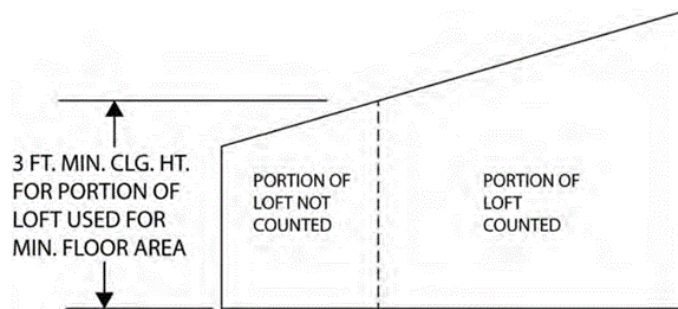 3 FT. MIN. CLG. HT.
FOR PORTION OF
LOFT USED FOR
MIN. FLOOR AREA
PORTION OF
LOFT NOT
COUNTED
PORTION OF
LOFT
COUNTED